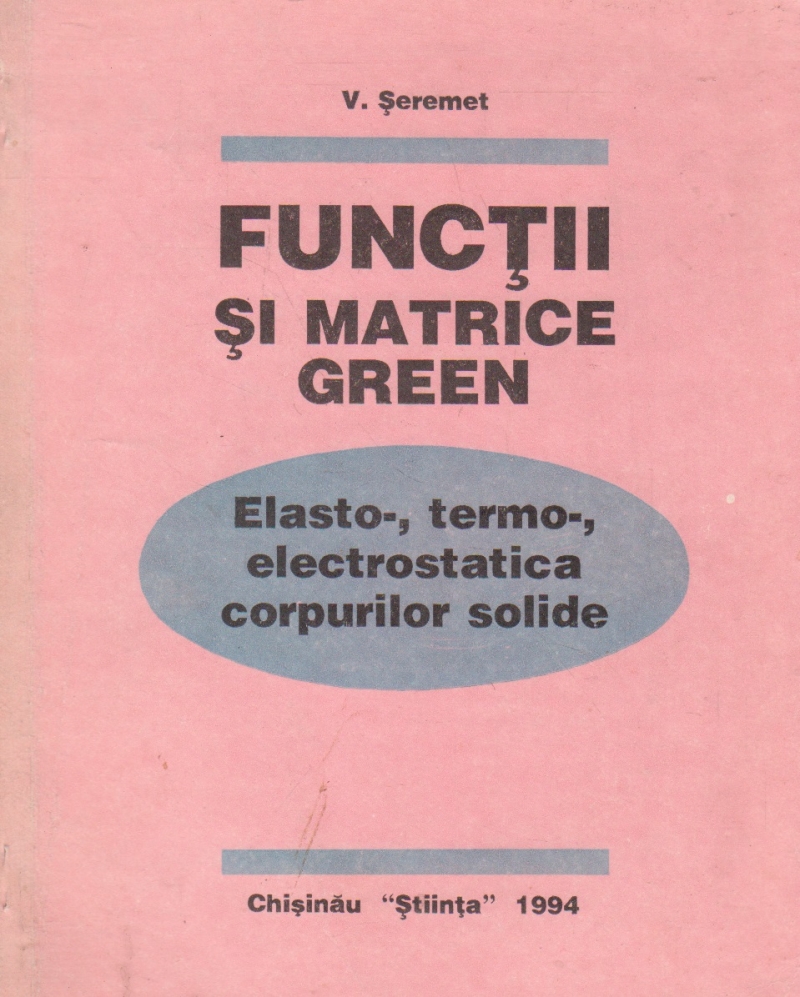 V. Şeremet
FUNCŢII
ŞI MATRICE
GREEN
Elasto-, termo-,
electrostatica
corpurilor solide
Chişinău “Ştiinţa” 1994